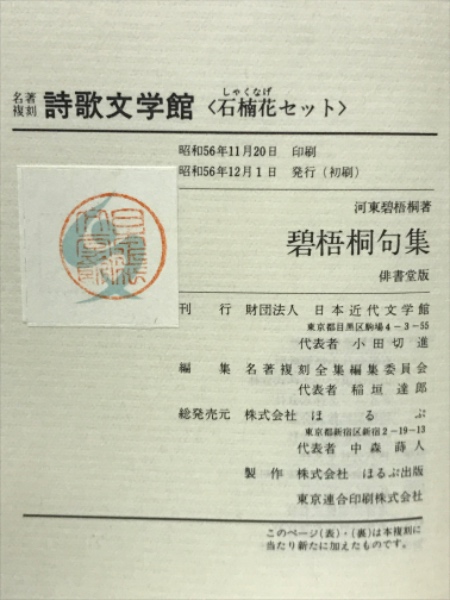 名著複刻 詩歌文学館〈石楠花セット〉
しゃくなげ
昭和56年11月20日 印刷
昭和56年12月1日 発行(初刷)
河東碧梧桐著
碧梧桐句集
俳書堂版
刊行 財団法人 日本近代文学館
東京都目黒区駒場4-3-55
代表者 小田切進
編集 名著複刻全集編集委員会
代表者 稲垣達郎
総発売元 株式会社 ほるぷ
東京都新宿区新宿2-19-13
代表者 中森蒔人
製作 株式会社 ほるぷ出版
東京連合印刷株式会社
このページ(表)・(裏)は本複刻に
当たり新たに加えたものです。